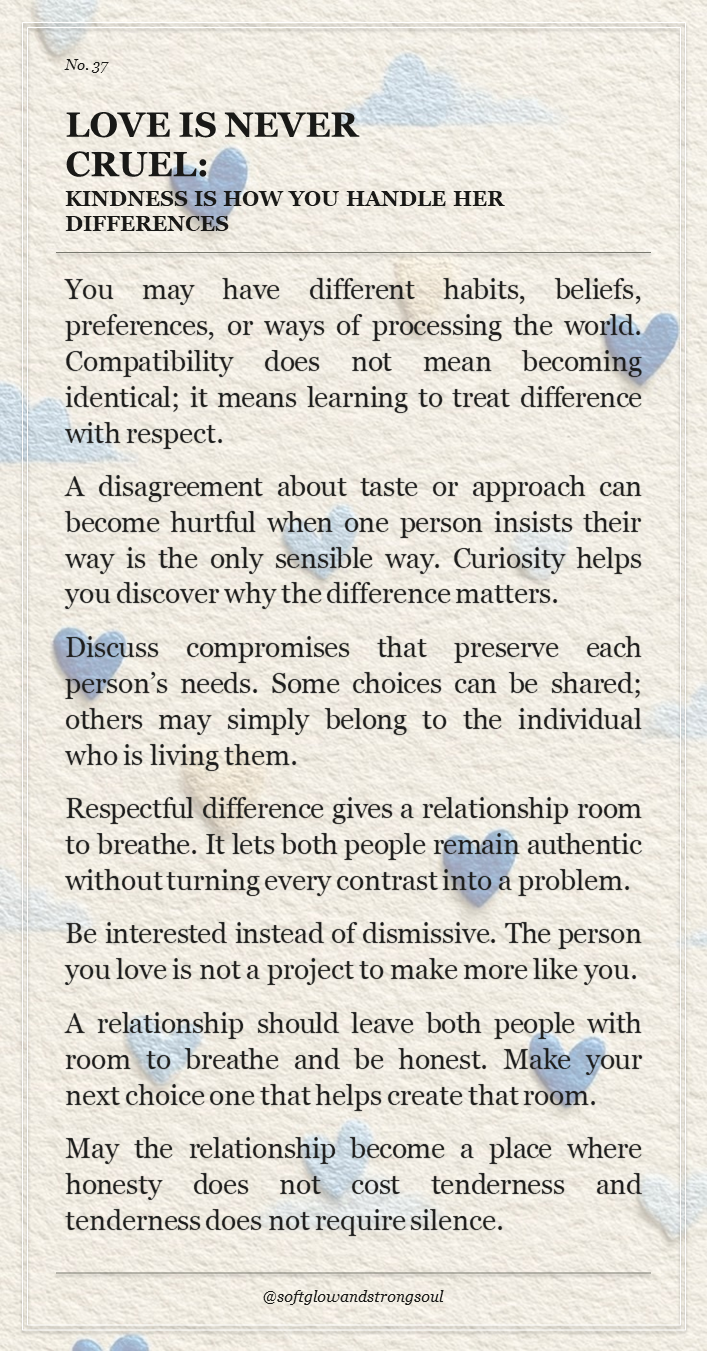 No. 37
LOVE IS NEVER
CRUEL:
KINDNESS IS HOW YOU HANDLE HER
DIFFERENCES
You may have different habits, beliefs,
preferences, or ways of processing the world.
Compatibility does not mean becoming
identical; it means learning to treat difference
with respect.
A disagreement about taste or approach can
become hurtful when one person insists their
way is the only sensible way. Curiosity helps
you discover why the difference matters.
Discuss compromises that preserve each
person’s needs. Some choices can be shared;
others may simply belong to the individual
who is living them.
Respectful difference gives a relationship room
to breathe. It lets both people remain authentic
without turning every contrast into a problem.
Be interested instead of dismissive. The person
you love is not a project to make more like you.
A relationship should leave both people with
room to breathe and be honest. Make your
next choice one that helps create that room.
May the relationship become a place where
honesty does not cost tenderness and
tenderness does not require silence.
@softglowandstrongsoul